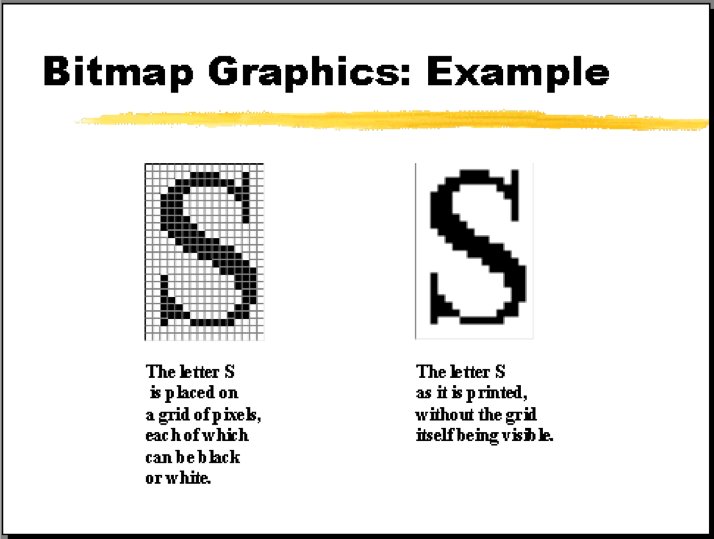 Bitmap Graphics: Example
S
S
The letter S
is placed on
a grid of pixels,
each of which
can be black
or white.
The letter S
as it is printed,
without the grid
itself being visible.